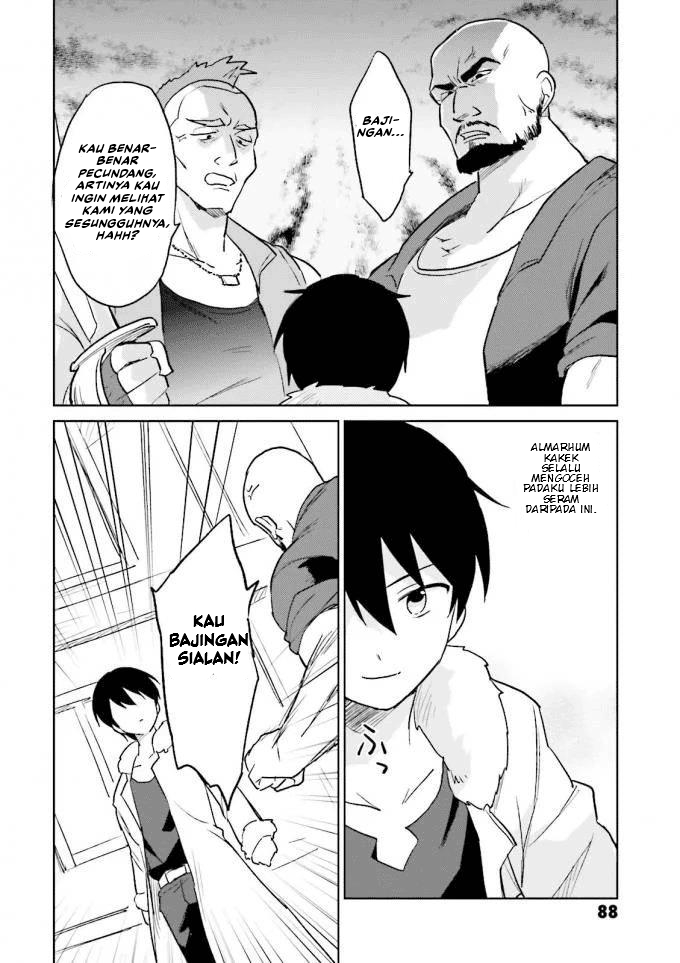 BAJI-
NGAN...
KAU BENAR-
BENAR
PECUNDANG,
ARTINYA KAU
INGIN MELIHAT
KAMI YANG
SESUNGGUHNYA,
HAHH?
ALMARHUM
KAKEK
SELALU
MENGOCEH
PADAKU LEBIH
SERAM
DARIPADA INI.
ふっ
KAU
BAJINGAN
SIALAN!
88